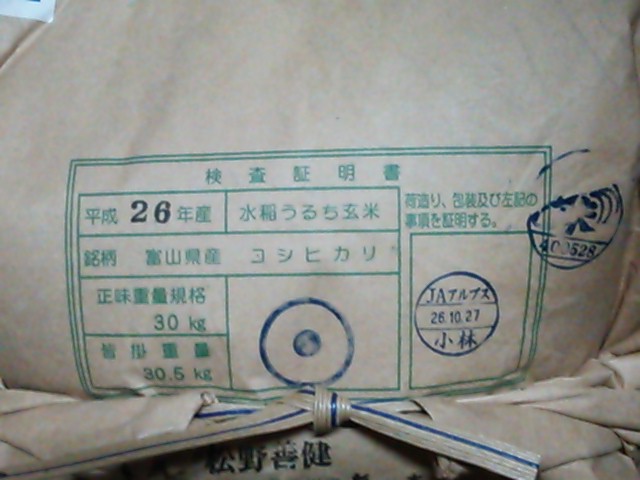 検査証明書
平成 26 年産
水稲うるち玄米
荷造り、包装及び左記の
事項を証明する。
銘柄 富山県産 コシヒカリ
正味重量規格
30 kg
皆掛重量
30.5 kg
JAアルプス
26.10.27
小林
松野善健